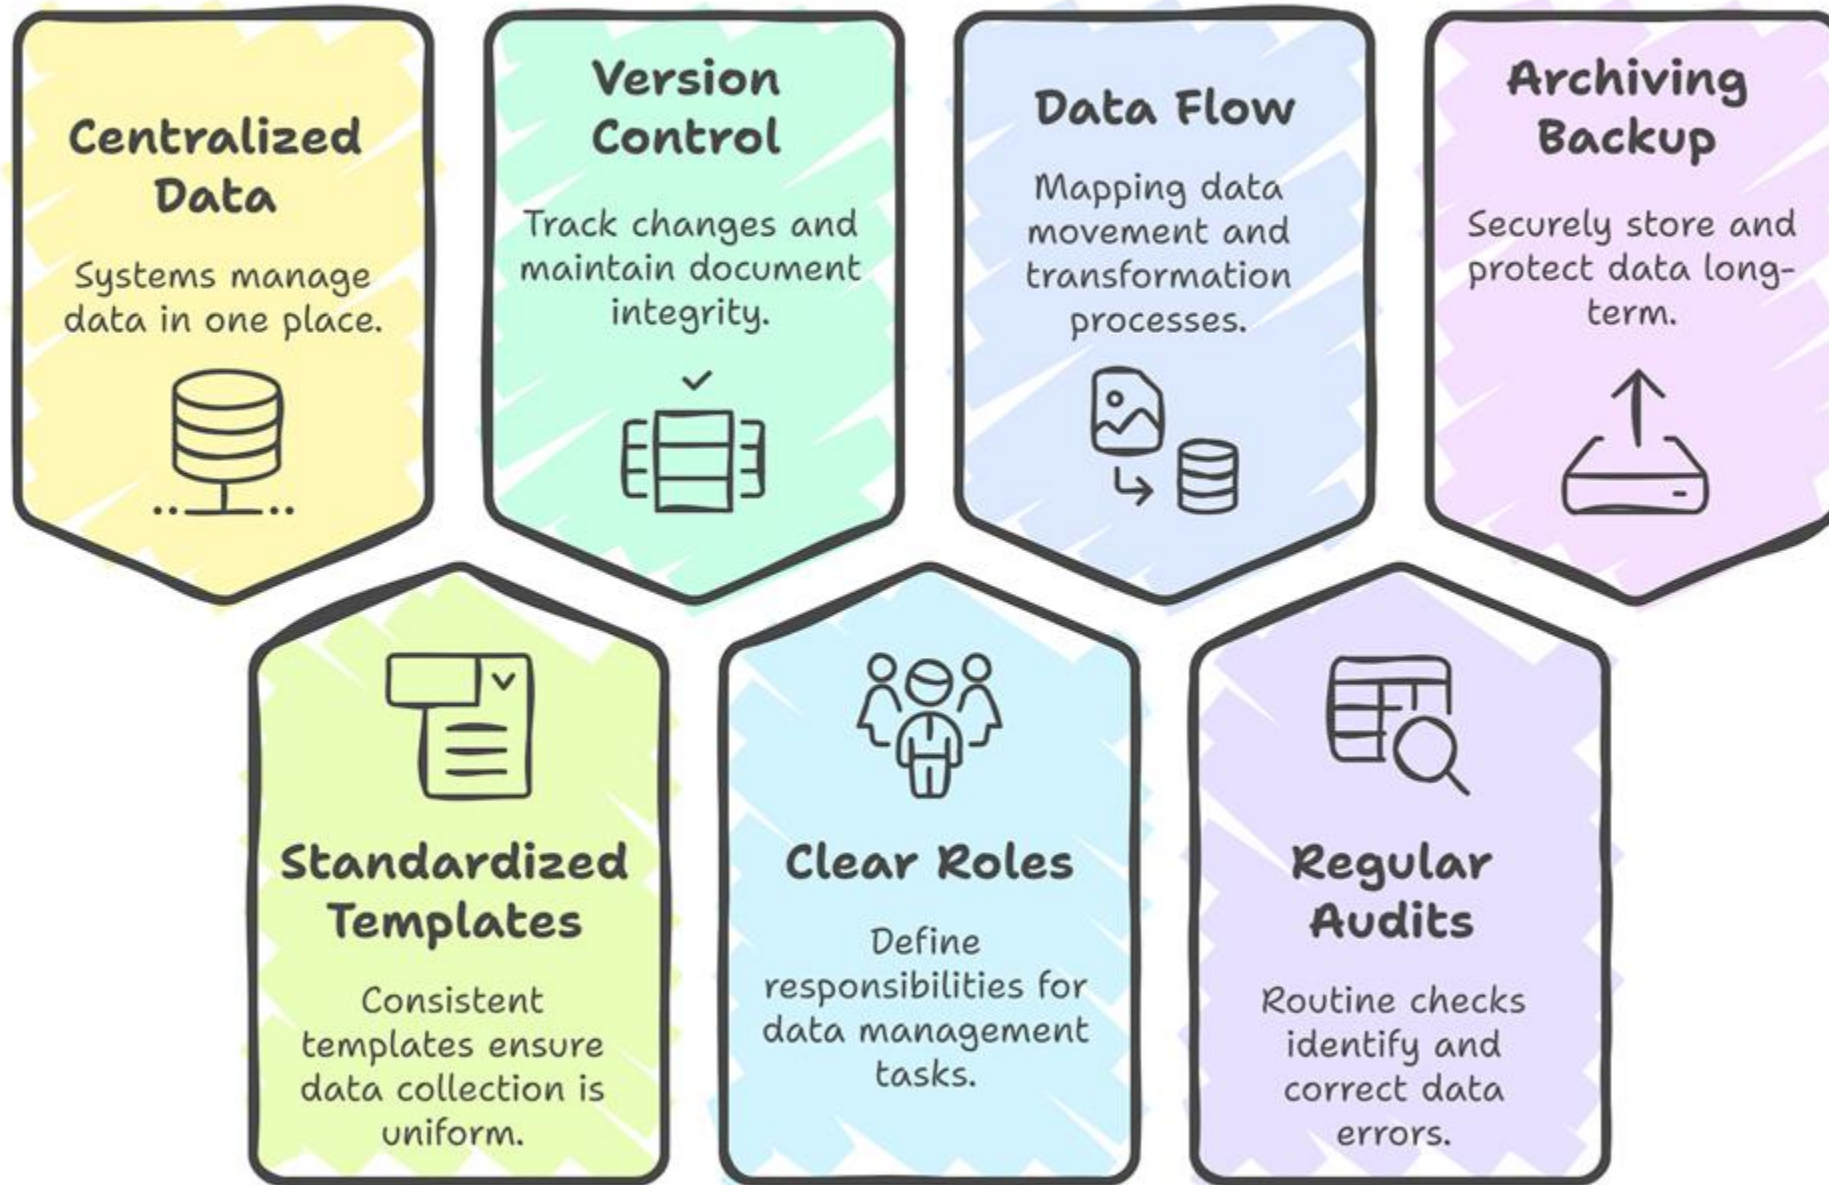 Centralized
Data
Systems manage
data in one place.
Version
Control
Track changes and
maintain document
integrity.
Data Flow
Mapping data
movement and
transformation
processes.
Archiving
Backup
Securely store and
protect data long-
term.
Standardized
Templates
Consistent
templates ensure
data collection is
uniform.
Clear Roles
Define
responsibilities for
data management
tasks.
Regular
Audits
Routine checks
identify and
correct data
errors.